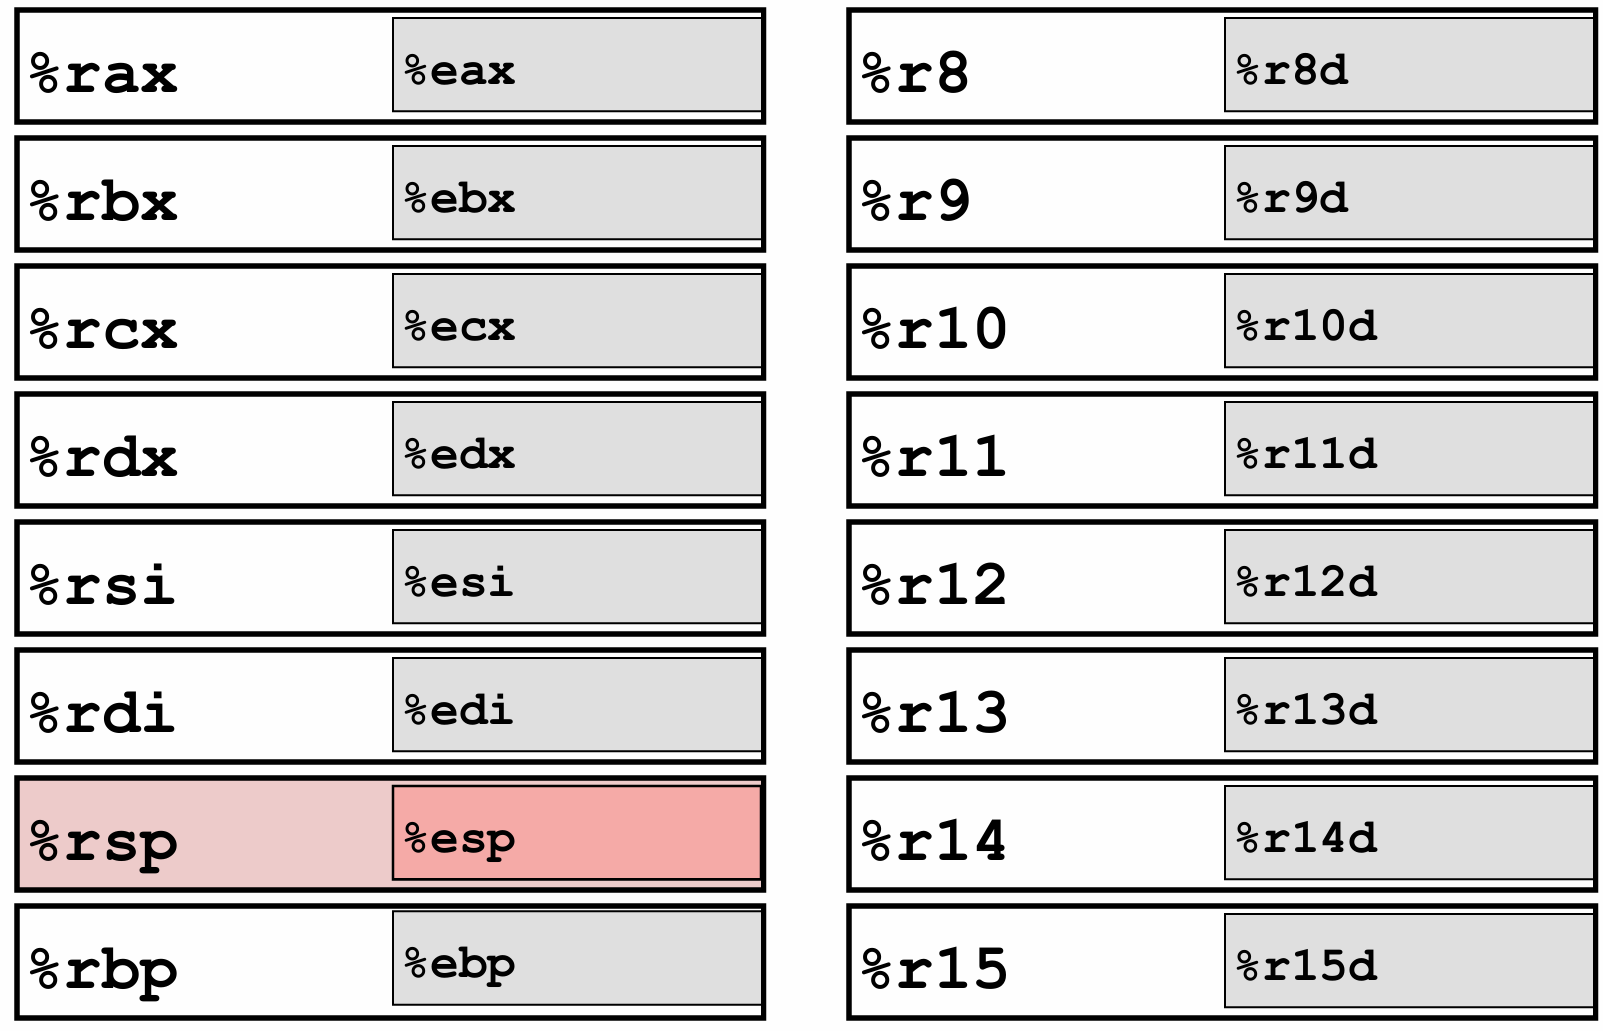 %rax %eax
%rbx %ebx
%rcx %ecx
%rdx %edx
%rsi %esi
%rdi %edi
%rsp %esp
%rbp %ebp
%r8 %r8d
%r9 %r9d
%r10 %r10d
%r11 %r11d
%r12 %r12d
%r13 %r13d
%r14 %r14d
%r15 %r15d